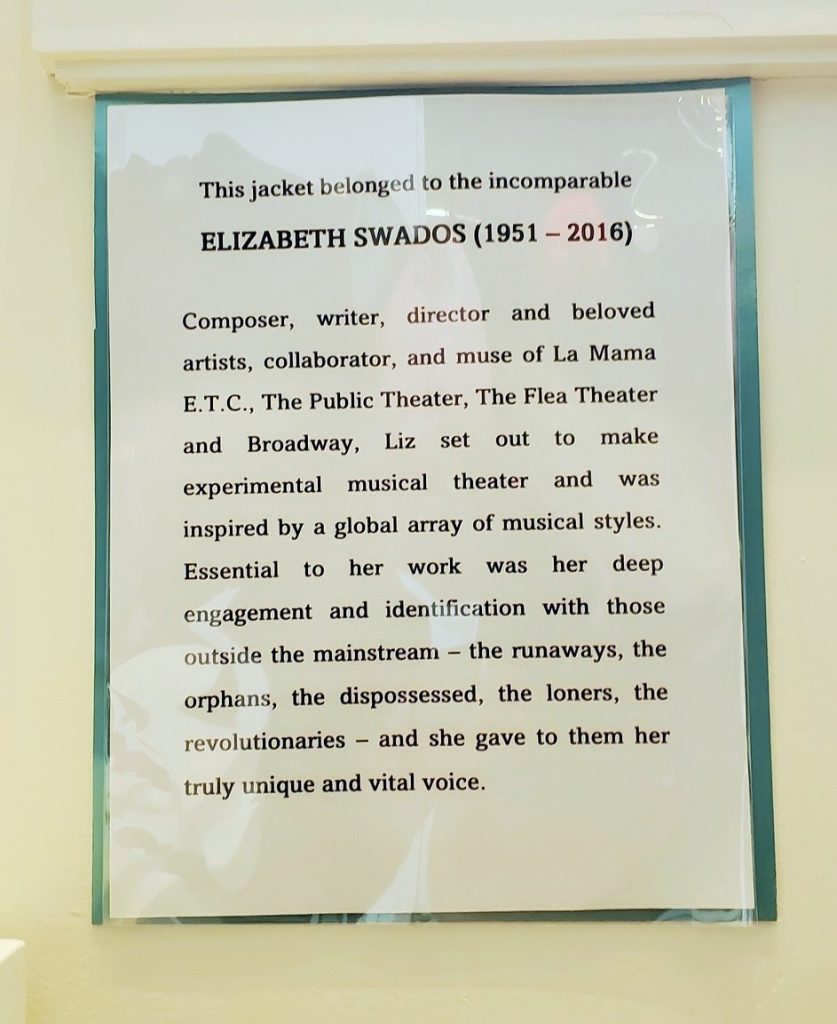 This jacket belonged to the incomparable
ELIZABETH SWADOS (1951 – 2016)
Composer, writer, director and beloved
artists, collaborator, and muse of La Mama
E.T.C., The Public Theater, The Flea Theater
and Broadway, Liz set out to make
experimental musical theater and was
inspired by a global array of musical styles.
Essential to her work was her deep
engagement and identification with those
outside the mainstream – the runaways, the
orphans, the dispossessed, the loners, the
revolutionaries – and she gave to them her
truly unique and vital voice.